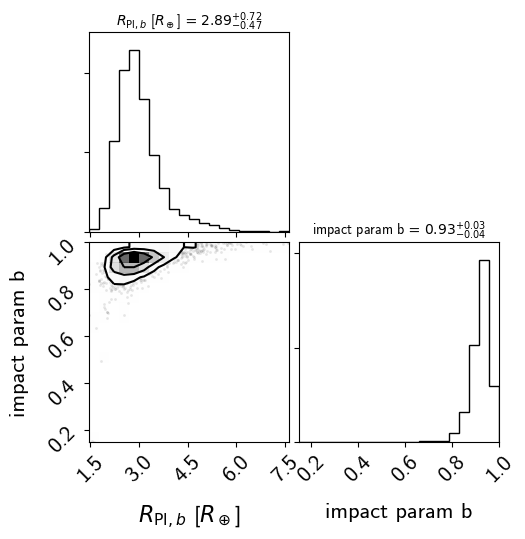 R_{Pl, b} [R_⊕] = 2.89^{+0.72}_{-0.47}
impact param b = 0.93^{+0.03}_{-0.04}
impact param b
1.0
0.8
0.6
0.4
0.2
1.5 3.0 4.5 6.0 7.5
0.2 0.4 0.6 0.8 1.0
R_{Pl, b} [R_⊕]
impact param b